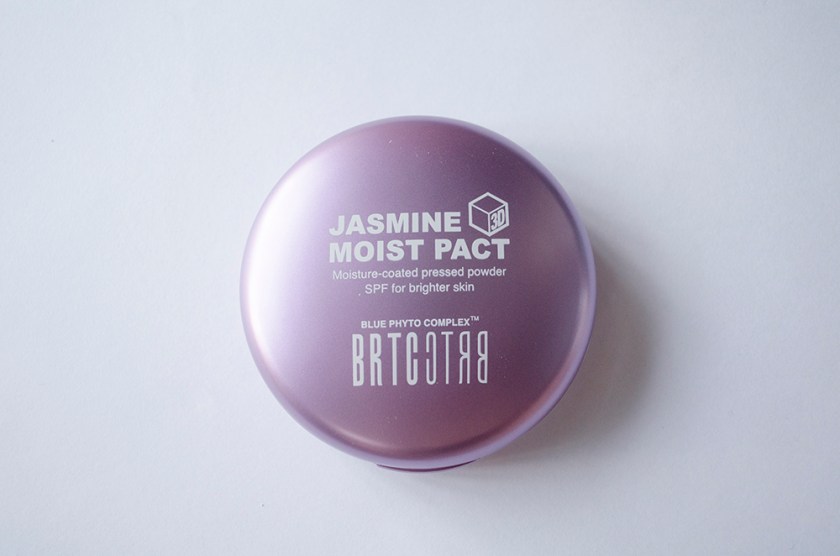 JASMINE 3D
MOIST PACT
Moisture-coated pressed powder
SPF for brighter skin
BLUE PHYTO COMPLEX™
BRTCCTRB